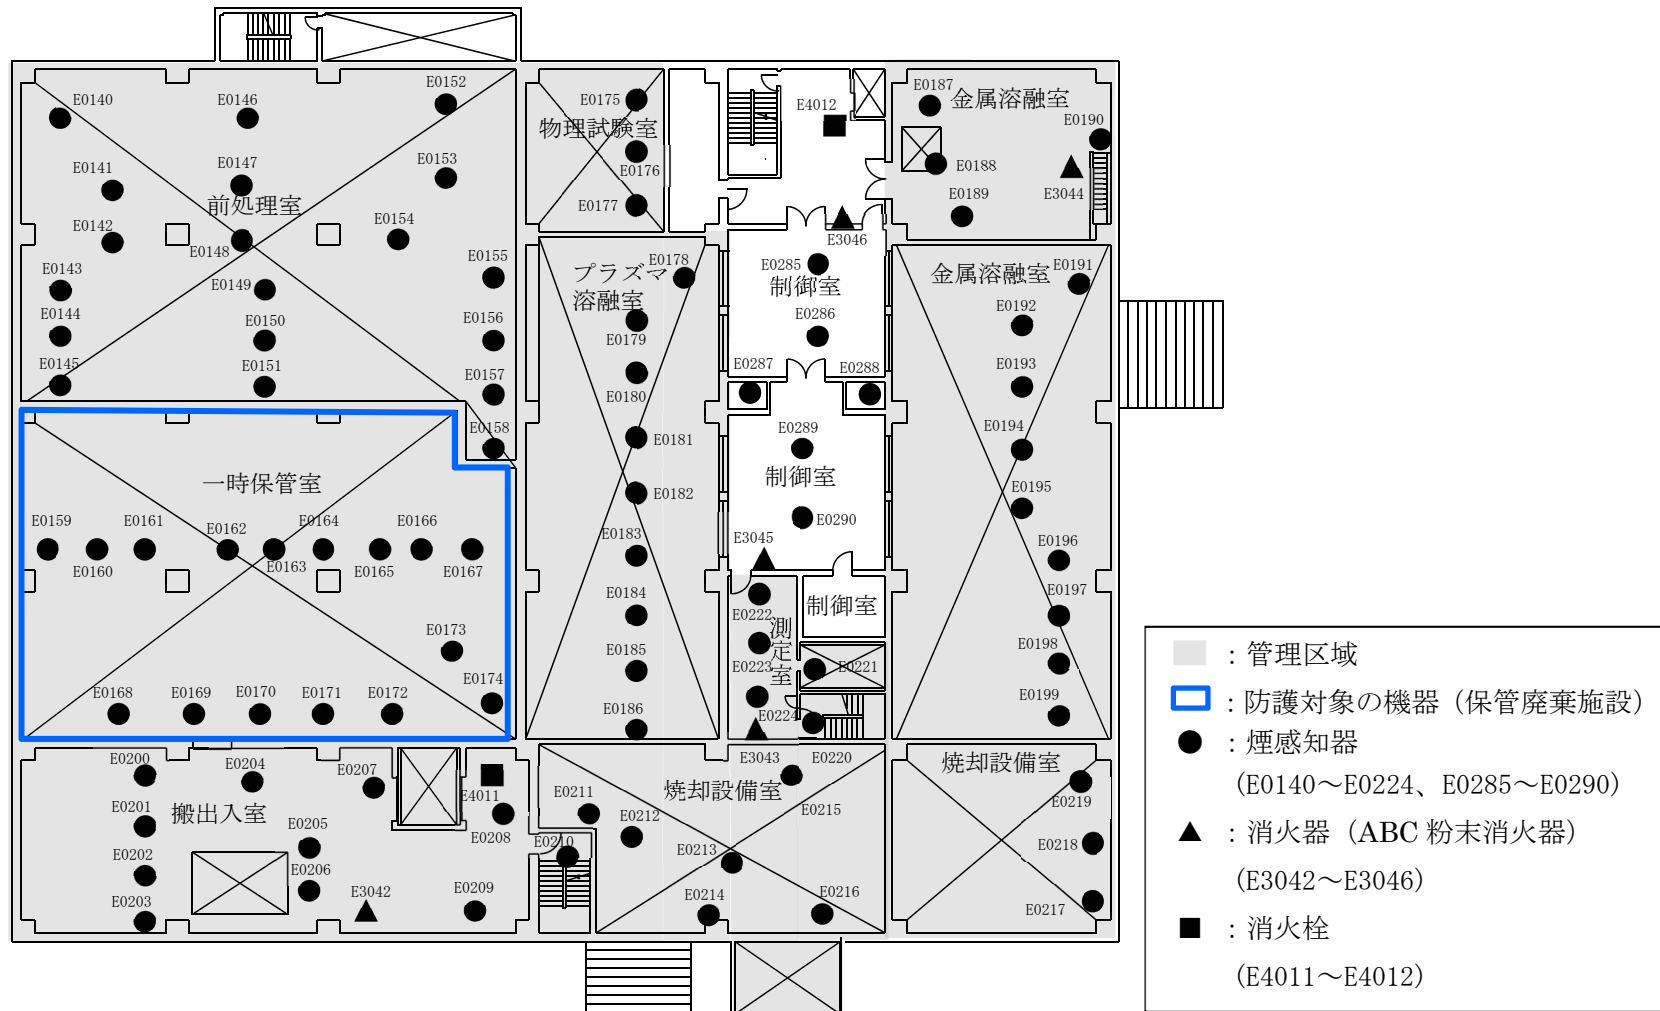 E0140
E0146
E0152
E0141
E0147
E0153
前処理室
E0142
E0148
E0154
E0143
E0149
E0155
E0144
E0150
E0156
E0145
E0151
E0157
E0158
E0175
物理試験室
E0176
E0177
E4012
E3046
E0187
金属溶融室
E0190
E0188
E3044
E0189
プラズマ
溶融室
E0178
E0179
E0180
E0181
E0182
E0183
E0184
E0185
E0186
E0285
制御室
E0286
E0287
E0288
E0289
制御室
E0290
E3045
制御室
E0222
測定室
E0223
E0221
E0224
金属溶融室
E0191
E0192
E0193
E0194
E0195
E0196
E0197
E0198
E0199
一時保管室
E0159
E0161
E0162
E0164
E0166
E0160
E0163
E0165
E0167
E0173
E0174
E0168
E0169
E0170
E0171
E0172
E0200
E0204
E0207
E4011
E0201
搬出入室
E0205
E0208
E0202
E0206
E0203
E3042
E0209
E0210
E0211
E0212
E3043
E0220
焼却設備室
E0215
E0213
E0214
E0216
焼却設備室
E0219
E0218
E0217
：管理区域
：防護対象の機器（保管廃棄施設）
：煙感知器
(E0140～E0224、E0285～E0290)
：消火器（ABC 粉末消火器）
(E3042～E3046)
：消火栓
(E4011～E4012)